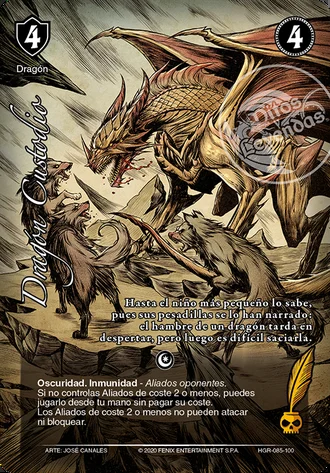 4
4
Dragón
Mitos y
Leyendas
Dragón Custodio
Hasta el niño más pequeño lo sabe,
pues sus pesadillas se lo han narrado:
el hambre de un dragón tarda en
despertar, pero luego es difícil saciarla.
Oscuridad. Inmunidad - Aliados oponentes.
Si no controlas Aliados de coste 2 o menos, puedes
jugarlo desde tu mano sin pagar su coste.
Los Aliados de coste 2 o menos no pueden atacar
ni bloquear.
ARTE: JOSÉ CANALES
© 2020 FENIX ENTERTAINMENT S.P.A
HGR-085-100